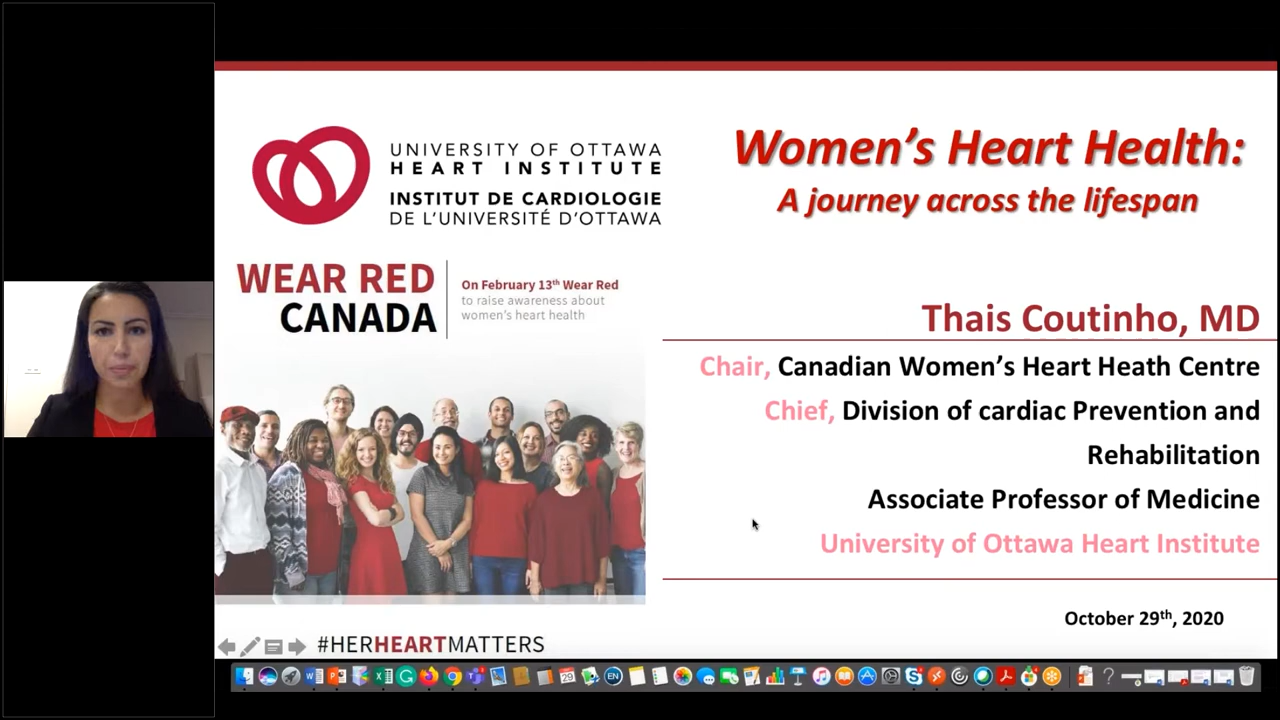 UNIVERSITY OF OTTAWA
HEART INSTITUTE
INSTITUT DE CARDIOLOGIE
DE L'UNIVERSITÉ D'OTTAWA
WEAR RED
CANADA
On February 13th Wear Red
to raise awareness about
women's heart health
#HERHEARTMATTERS
Women's Heart Health:
A journey across the lifespan
Thais Coutinho, MD
Chair, Canadian Women's Heart Heath Centre
Chief, Division of cardiac Prevention and
Rehabilitation
Associate Professor of Medicine
University of Ottawa Heart Institute
October 29th, 2020